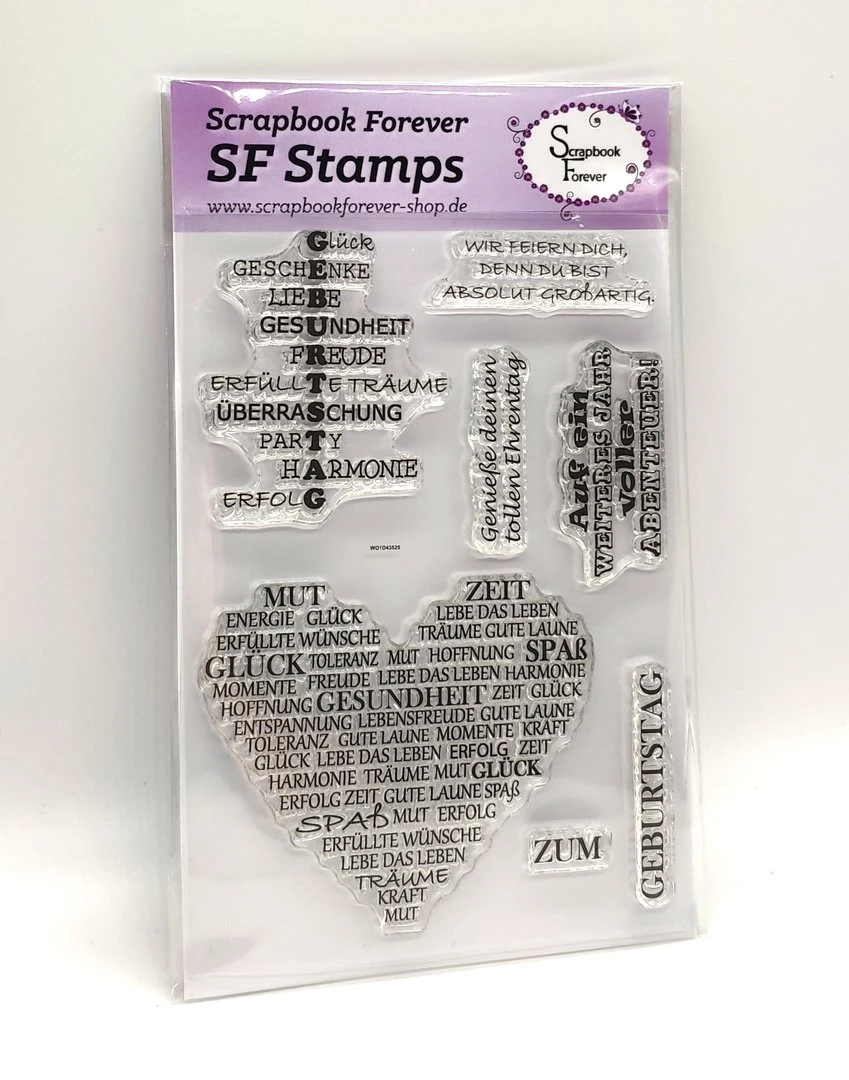 Scrapbook Forever
SF Stamps
www.scrapbookforever-shop.de
Scrapbook
Forever
Glück
GESCHENKE
LIEBE
GESUNDHEIT
FREUDE
ERFÜLLTE TRÄUME
ÜBERRASCHUNG
PARTY
HARMONIE
ERFOLG
WIR FEIERN DICH,
DENN DU BIST
ABSOLUT GROßARTIG.
Genieße deinen
tollen Ehrentag
Auf ein
WEITERES JAHR
voller
ABENTEUER!
WO1D43528
MUT ZEIT
ENERGIE GLÜCK LEBE DAS LEBEN
ERFÜLLTE WÜNSCHE TRÄUME GUTE LAUNE
GLÜCK TOLERANZ MUT HOFFNUNG SPAß
MOMENTE FREUDE LEBE DAS LEBEN HARMONIE
HOFFNUNG GESUNDHEIT ZEIT GLÜCK
ENTSPANNUNG LEBENSFREUDE GUTE LAUNE
TOLERANZ GUTE LAUNE MOMENTE KRAFT
GLÜCK LEBE DAS LEBEN ERFOLG ZEIT
HARMONIE TRÄUME MUT GLÜCK
ERFOLG ZEIT GUTE LAUNE SPAß
SPAß MUT ERFOLG
ERFÜLLTE WÜNSCHE
LEBE DAS LEBEN
TRÄUME
KRAFT
MUT
ZUM
GEBURTSTAG